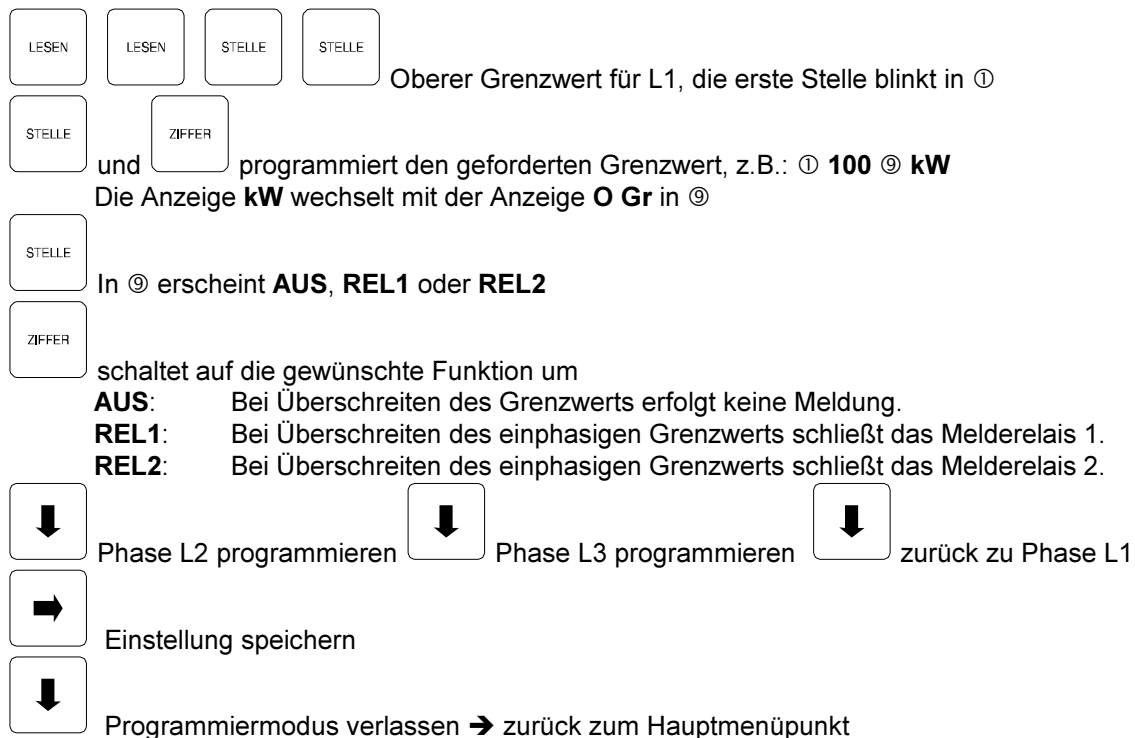 LESEN LESEN STELLE STELLE Oberer Grenzwert für L1, die erste Stelle blinkt in ①
STELLE und ZIFFER programmiert den geforderten Grenzwert, z.B.: ① 100 ⑨ kW
Die Anzeige kW wechselt mit der Anzeige O Gr in ⑨
STELLE In ⑨ erscheint AUS, REL1 oder REL2
ZIFFER schaltet auf die gewünschte Funktion um
AUS: Bei Überschreiten des Grenzwerts erfolgt keine Meldung.
REL1: Bei Überschreiten des einphasigen Grenzwerts schließt das Melderelais 1.
REL2: Bei Überschreiten des einphasigen Grenzwerts schließt das Melderelais 2.
⬇ Phase L2 programmieren ⬇ Phase L3 programmieren ⬇ zurück zu Phase L1
➡ Einstellung speichern
⬇ Programmiermodus verlassen ➔ zurück zum Hauptmenüpunkt